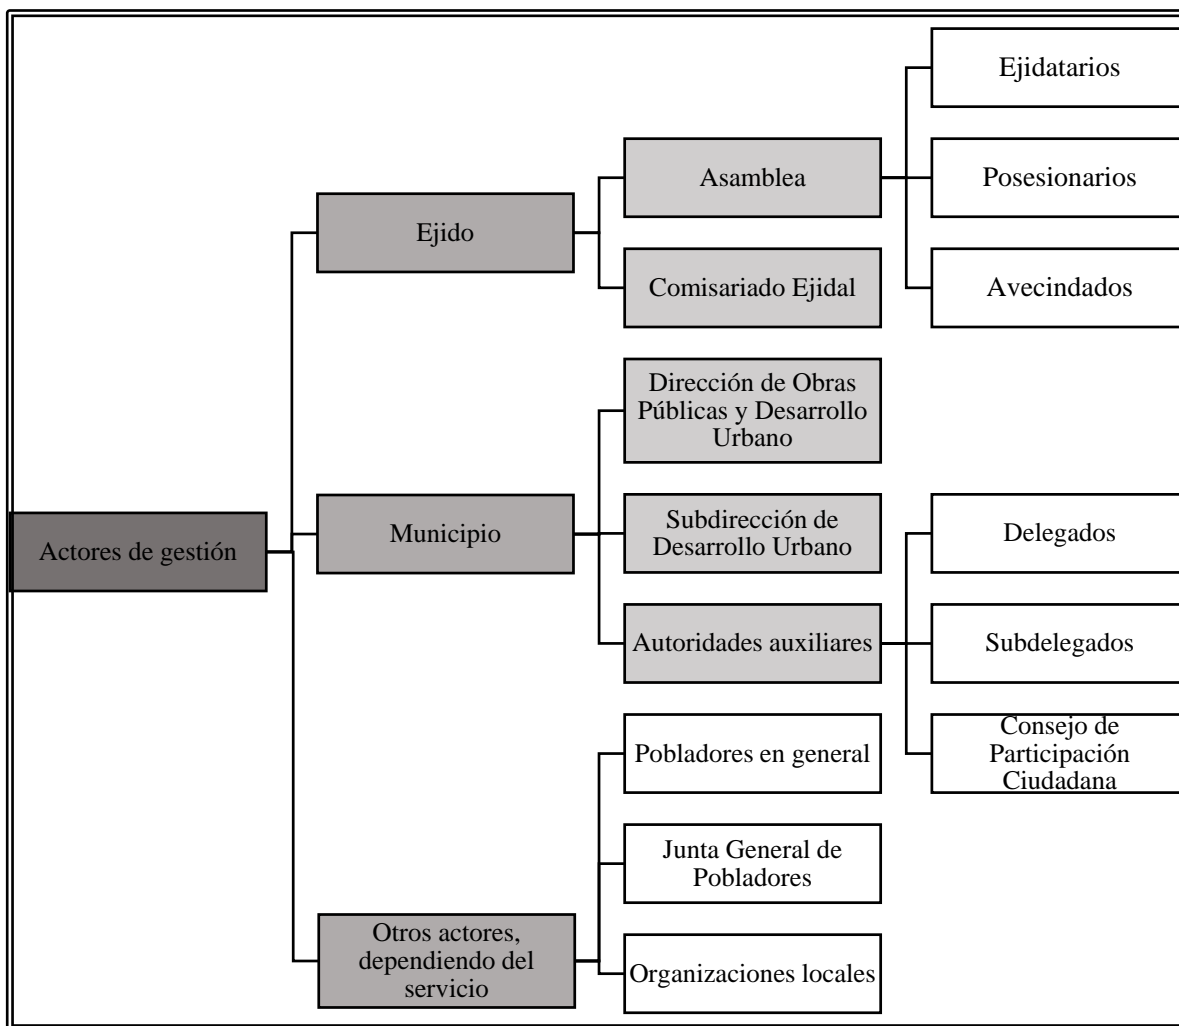 Actores de gestión
Ejido
Asamblea
Ejidatarios
Posesionarios
Avecindados
Comisariado Ejidal
Municipio
Dirección de Obras
Públicas y Desarrollo
Urbano
Subdirección de
Desarrollo Urbano
Autoridades auxiliares
Delegados
Subdelegados
Consejo de
Participación
Ciudadana
Otros actores,
dependiendo del
servicio
Pobladores en general
Junta General de
Pobladores
Organizaciones locales